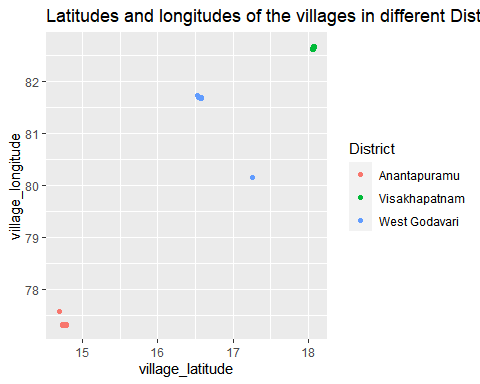 Latitudes and longitudes of the villages in different Dist
82
81
80
79
78
village_longitude
15
16
17
18
village_latitude
District
Anantapuramu
Visakhapatnam
West Godavari